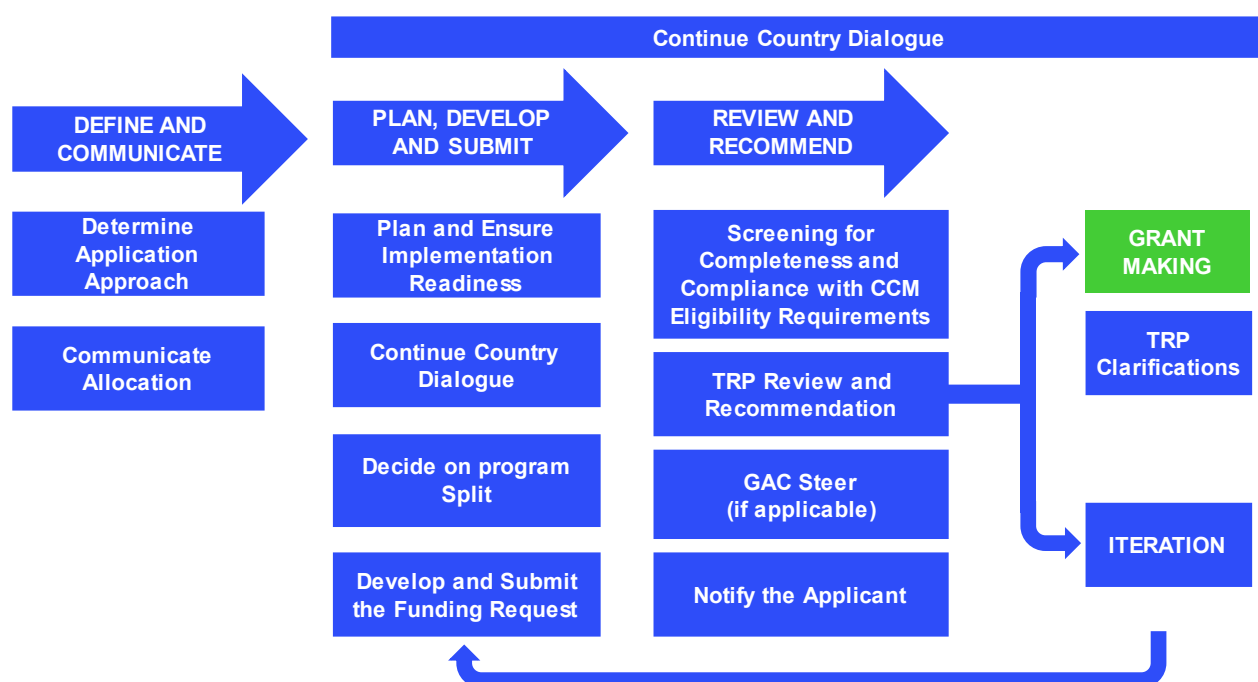 Continue Country Dialogue
DEFINE AND
COMMUNICATE
Determine
Application
Approach
Communicate
Allocation
PLAN, DEVELOP
AND SUBMIT
Plan and Ensure
Implementation
Readiness
Continue Country
Dialogue
Decide on program
Split
Develop and Submit
the Funding Request
REVIEW AND
RECOMMEND
Screening for
Completeness and
Compliance with CCM
Eligibility Requirements
TRP Review and
Recommendation
GAC Steer
(if applicable)
Notify the Applicant
GRANT
MAKING
TRP
Clarifications
ITERATION